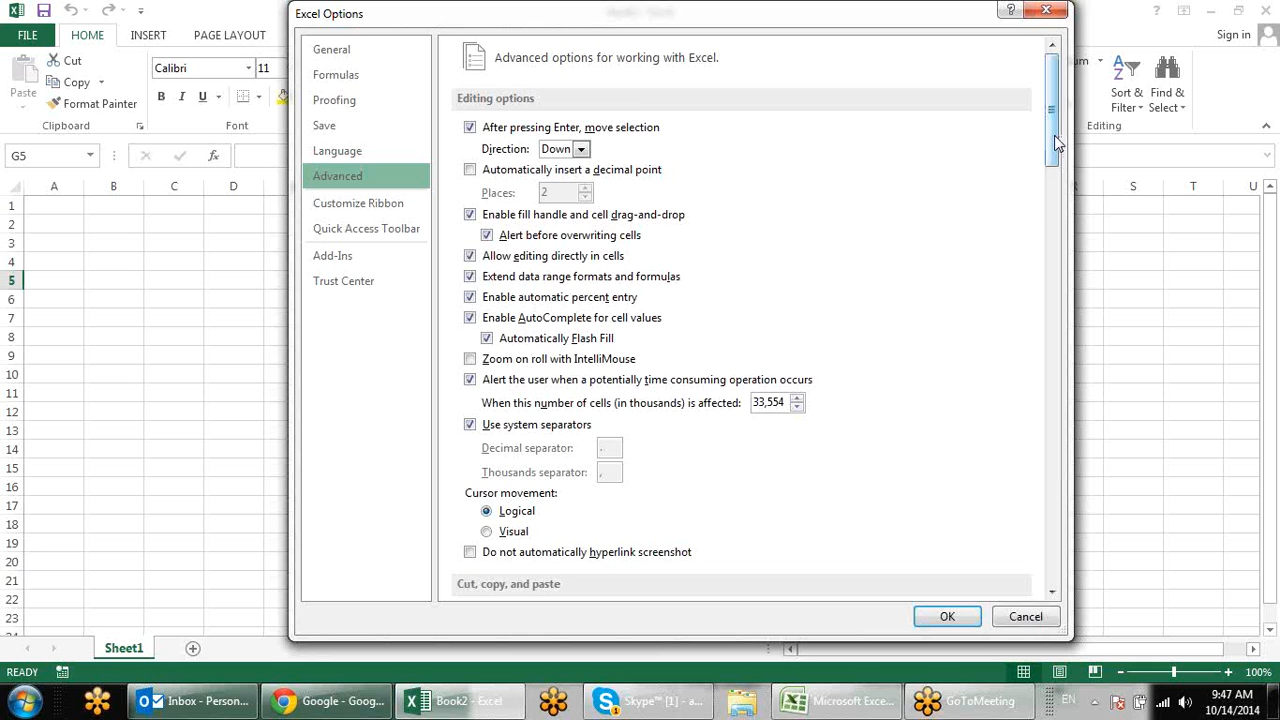 Excel Options
FILE
HOME
INSERT
PAGE LAYOUT
Sign in
Cut
Copy
Format Painter
Paste
Clipboard
Calibri
11
B I U
Font
Sort &
Filter
Find &
Select
Editing
G5
fx
A B C D
R S T U
1
2
3
4
5
6
7
8
9
10
11
12
13
14
15
16
17
18
19
20
21
22
23
General
Formulas
Proofing
Save
Language
Advanced
Customize Ribbon
Quick Access Toolbar
Add-Ins
Trust Center
Advanced options for working with Excel.
Editing options
After pressing Enter, move selection
Direction: Down
Automatically insert a decimal point
Places: 2
Enable fill handle and cell drag-and-drop
Alert before overwriting cells
Allow editing directly in cells
Extend data range formats and formulas
Enable automatic percent entry
Enable AutoComplete for cell values
Automatically Flash Fill
Zoom on roll with IntelliMouse
Alert the user when a potentially time consuming operation occurs
When this number of cells (in thousands) is affected: 33,554
Use system separators
Decimal separator: .
Thousands separator: ,
Cursor movement:
Logical
Visual
Do not automatically hyperlink screenshot
Cut, copy, and paste
OK
Cancel
Sheet1
READY
100%
Inbox - Person...
Google - Goog...
Book2 - Excel
Skype™ [1] - a...
Microsoft Exce...
GoToMeeting
EN
9:47 AM
10/14/2014